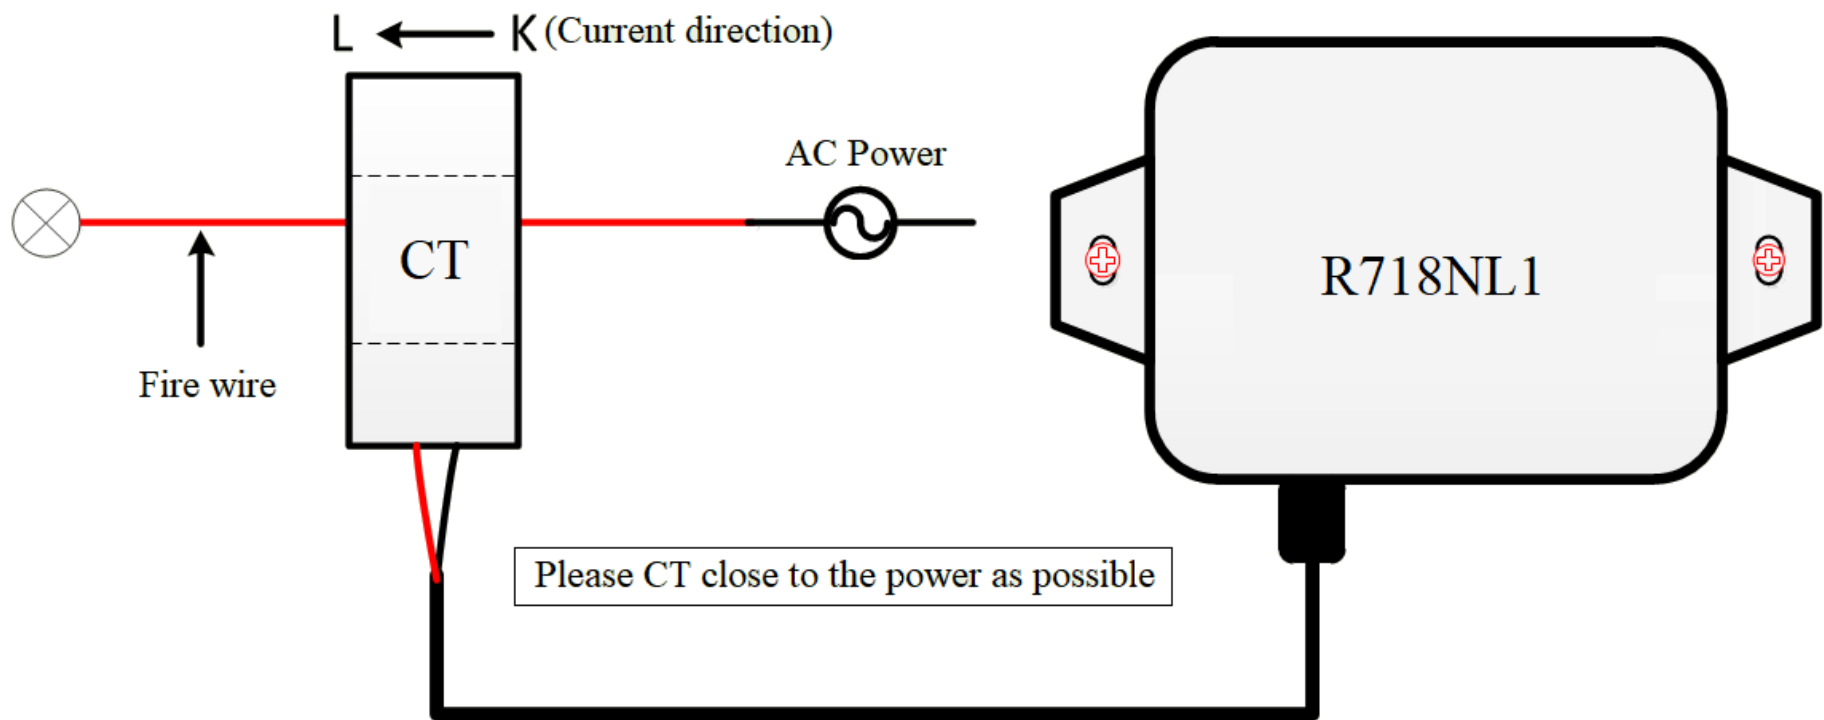 L K (Current direction)
AC Power
CT
R718NL1
Fire wire
Please CT close to the power as possible